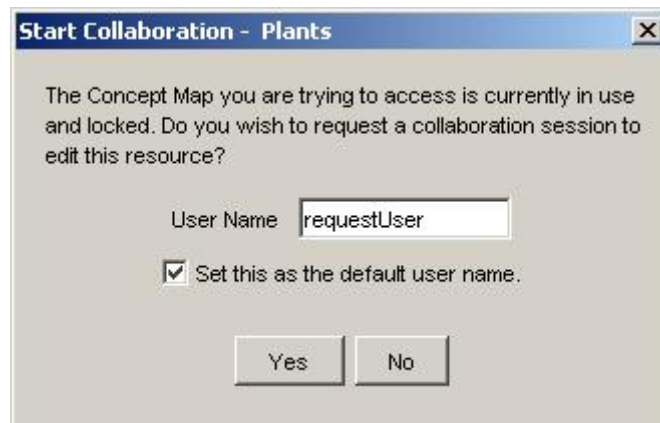 Start Collaboration - Plants
The Concept Map you are trying to access is currently in use
and locked. Do you wish to request a collaboration session to
edit this resource?
User Name requestUser
Set this as the default user name.
Yes No